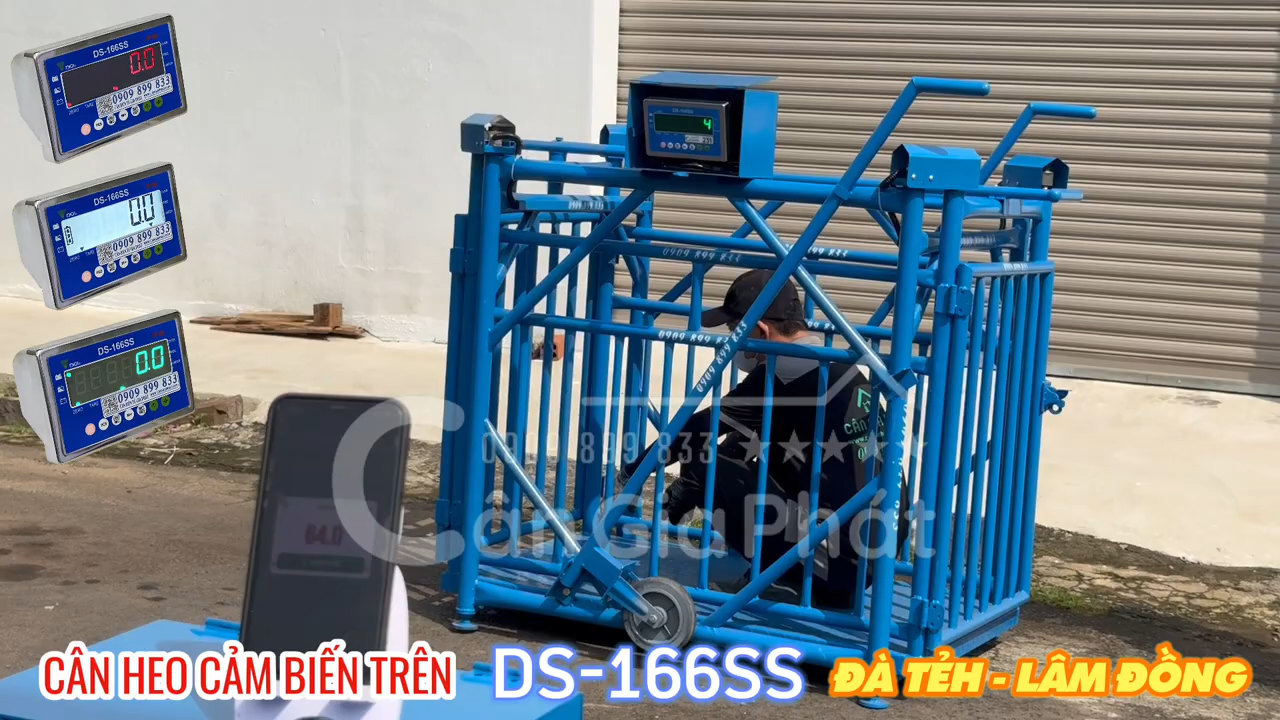 DS-166SS
0.0
0909 899 833
DS-166SS
0.0
0909 899 833
DS-166SS
0.0
0909 899 833
DS-166SS
4
0909 899 833
0909 899 833
0909 899 833
CÂN
0909 899 833 ★★★★★
Cân Gia Phát
64.0
CÂN HEO CẢM BIẾN TRÊN DS-166SS ĐÀ TẺH - LÂM ĐỒNG